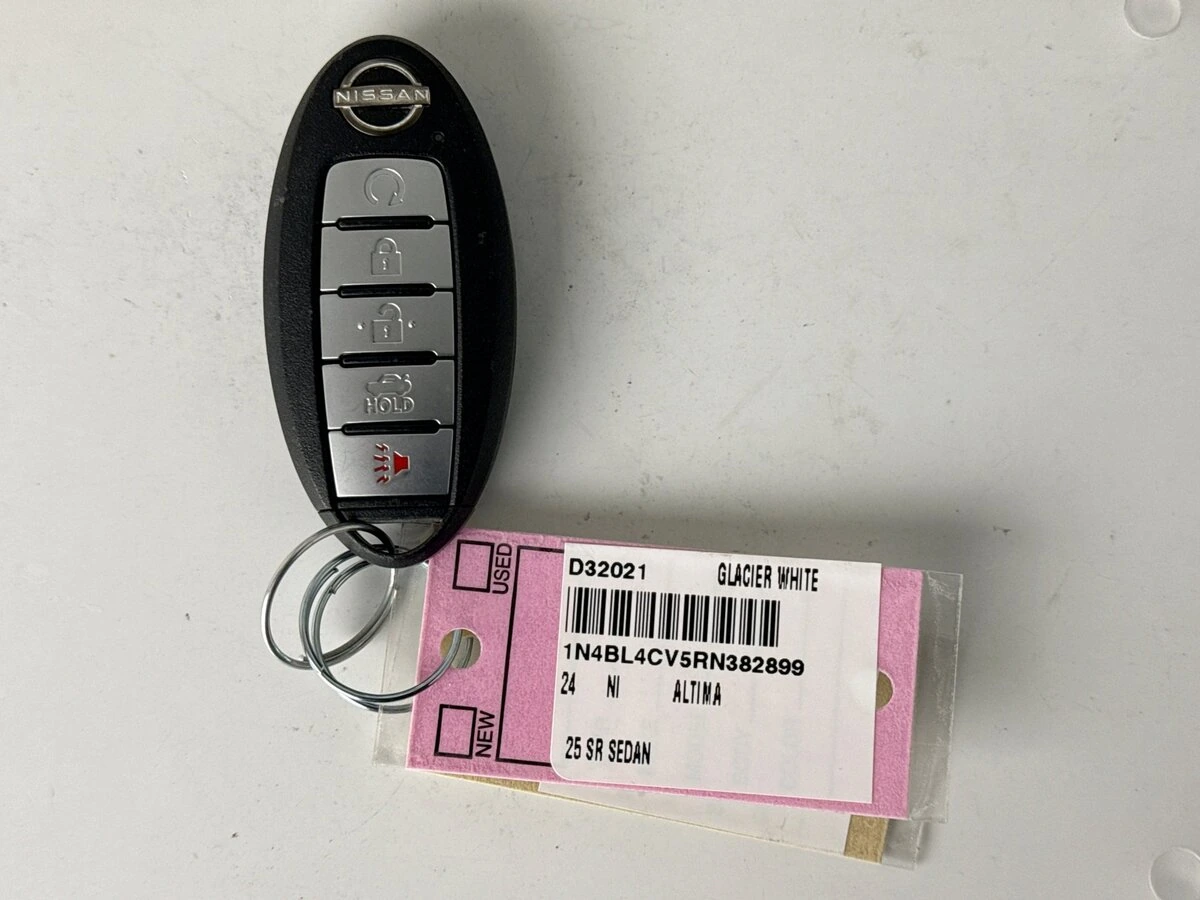 NISSAN
HOLD
USED
NEW
D32021 GLACIER WHITE
1N4BL4CV5RN382899
24 NI ALTIMA
25 SR SEDAN